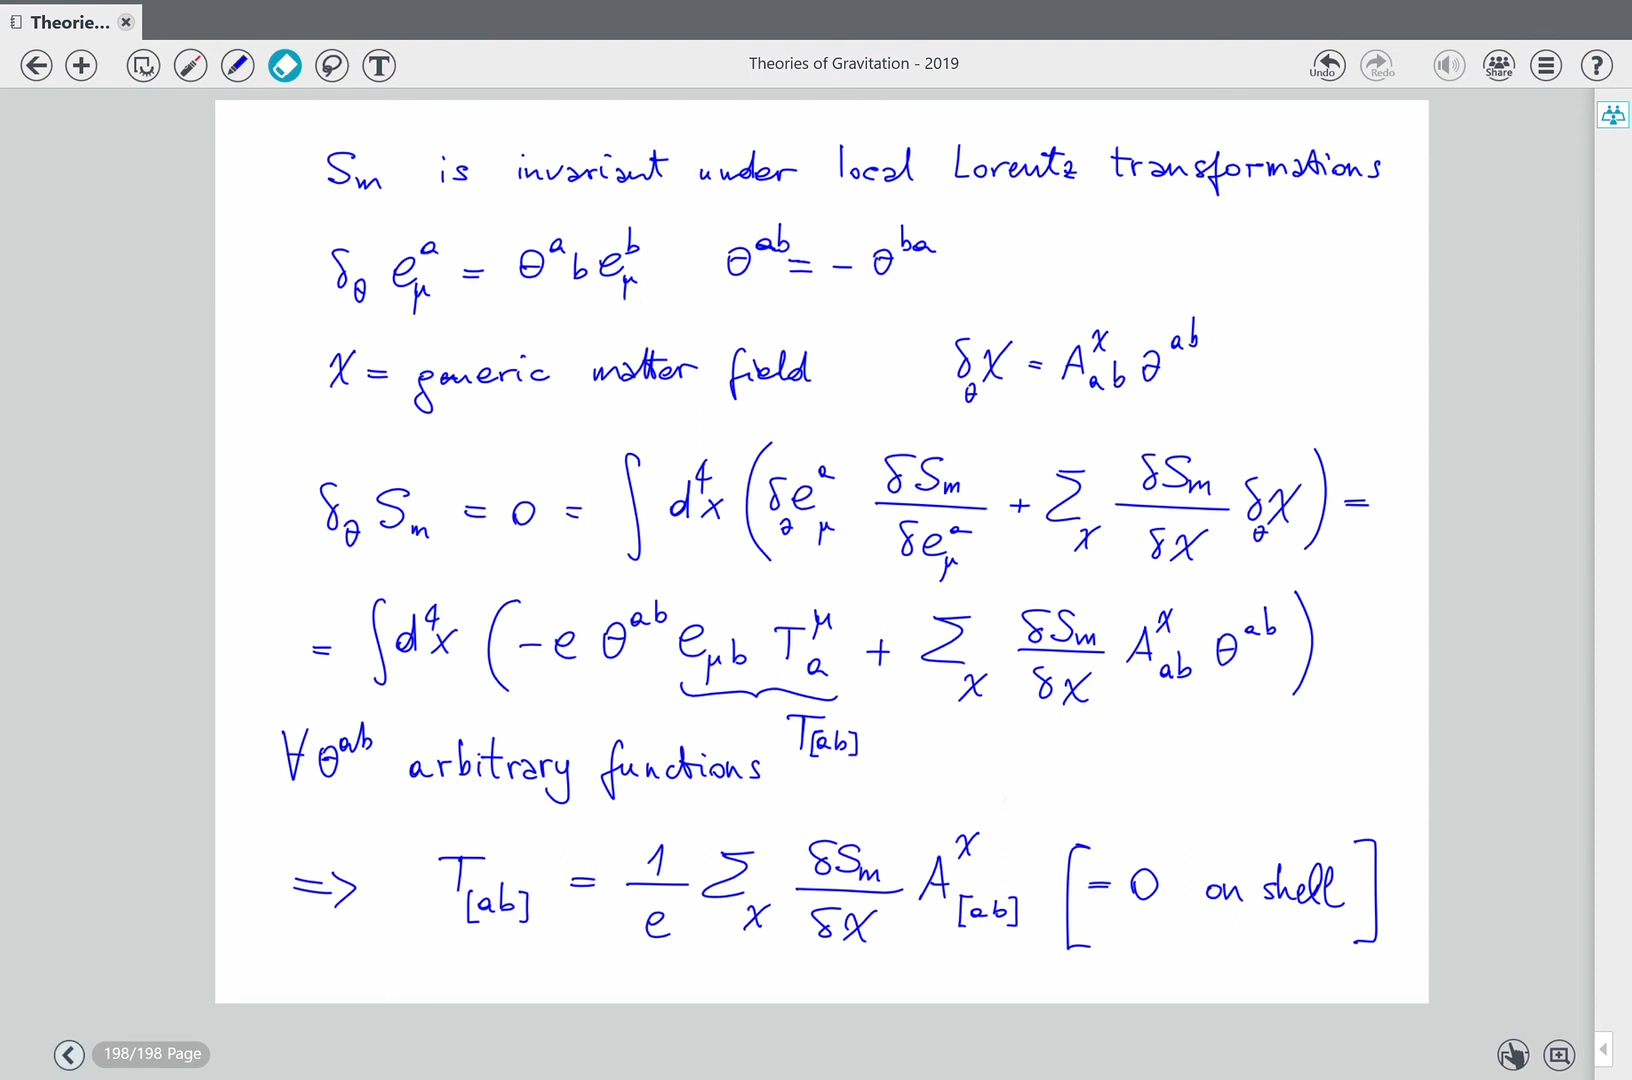 Theorie...
Theories of Gravitation - 2019
Undo Redo Share
S_m is invariant under local Lorentz transformations
δ_θ e_μ^a = θ^a_b e_μ^b   θ^{ab} = - θ^{ba}
χ = generic matter field   δ_θ χ = A^χ_{ab} θ^{ab}
δ_θ S_m = 0 = ∫ d^4x ( δ_θ e_μ^a δS_m/δe_μ^a + Σ_χ δS_m/δχ δ_θ χ ) =
= ∫ d^4x ( -e θ^{ab} e_{μb} T^μ_a + Σ_χ δS_m/δχ A^χ_{ab} θ^{ab} )
T_{[ab]}
∀ θ^{ab} arbitrary functions
=> T_{[ab]} = 1/e Σ_χ δS_m/δχ A^χ_{[ab]} [ = 0 on shell ]
198/198 Page